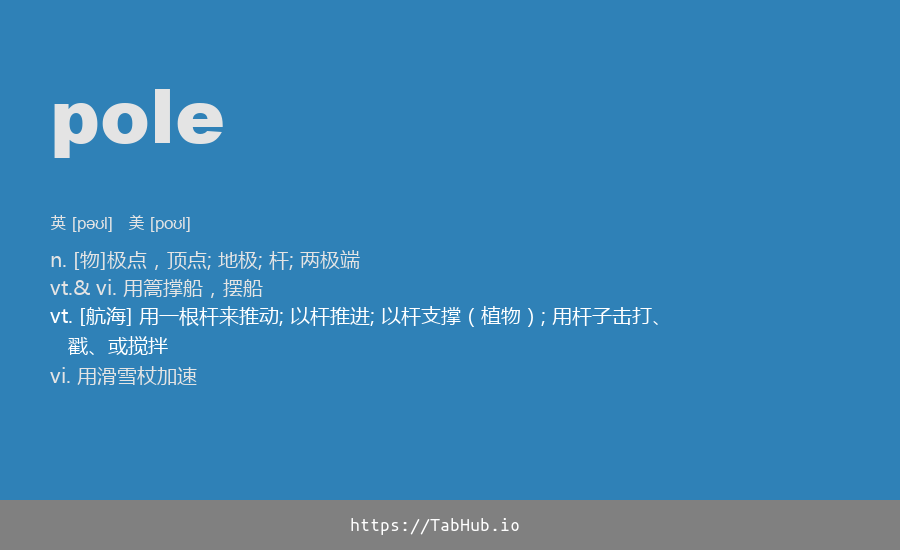 pole
英 [pəʊl] 美 [poʊl]
n. [物]极点，顶点; 地极; 杆; 两极端
vt.& vi. 用篙撑船，摆船
vt. [航海] 用一根杆来推动; 以杆推进; 以杆支撑（植物）; 用杆子击打、
戳、或搅拌
vi. 用滑雪杖加速
https://TabHub.io